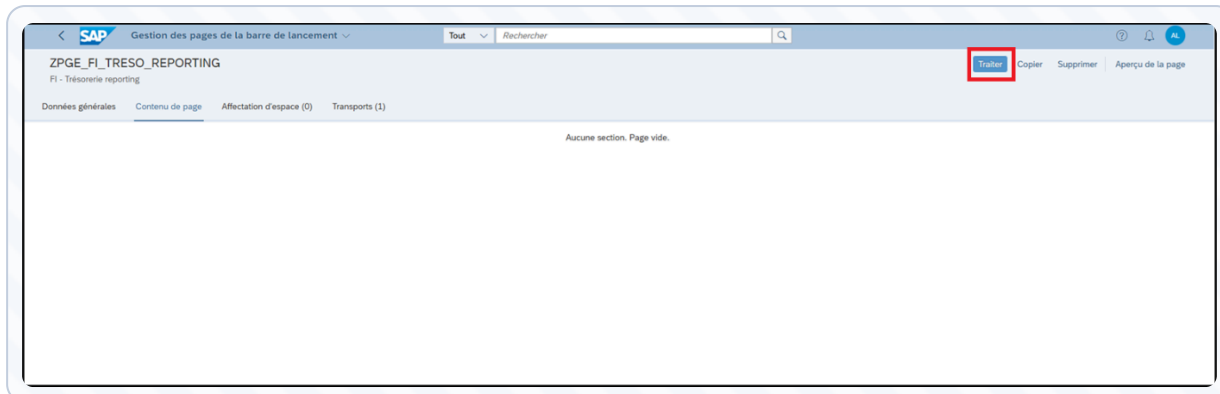 SAP Gestion des pages de la barre de lancement Tout Rechercher AL
ZPGE_FI_TRESO_REPORTING
Traiter Copier Supprimer Aperçu de la page
FI - Trésorerie reporting
Données générales Contenu de page Affectation d'espace (0) Transports (1)
Aucune section. Page vide.